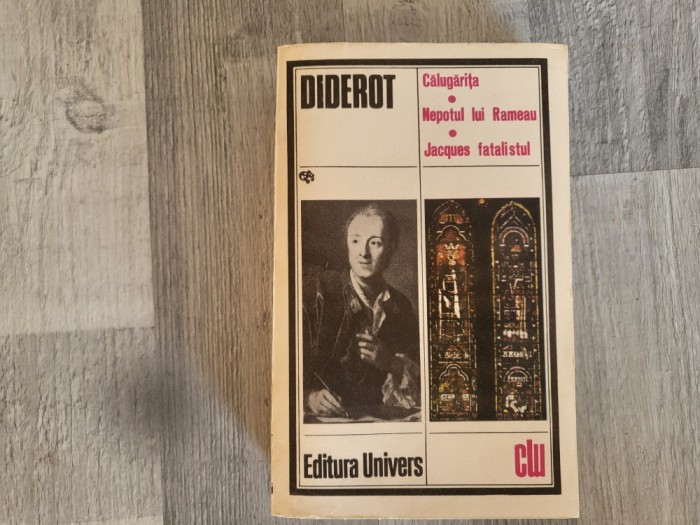 DIDEROT
Călugărița
Nepotul lui Rameau
Jacques fatalistul
Editura Univers
clu